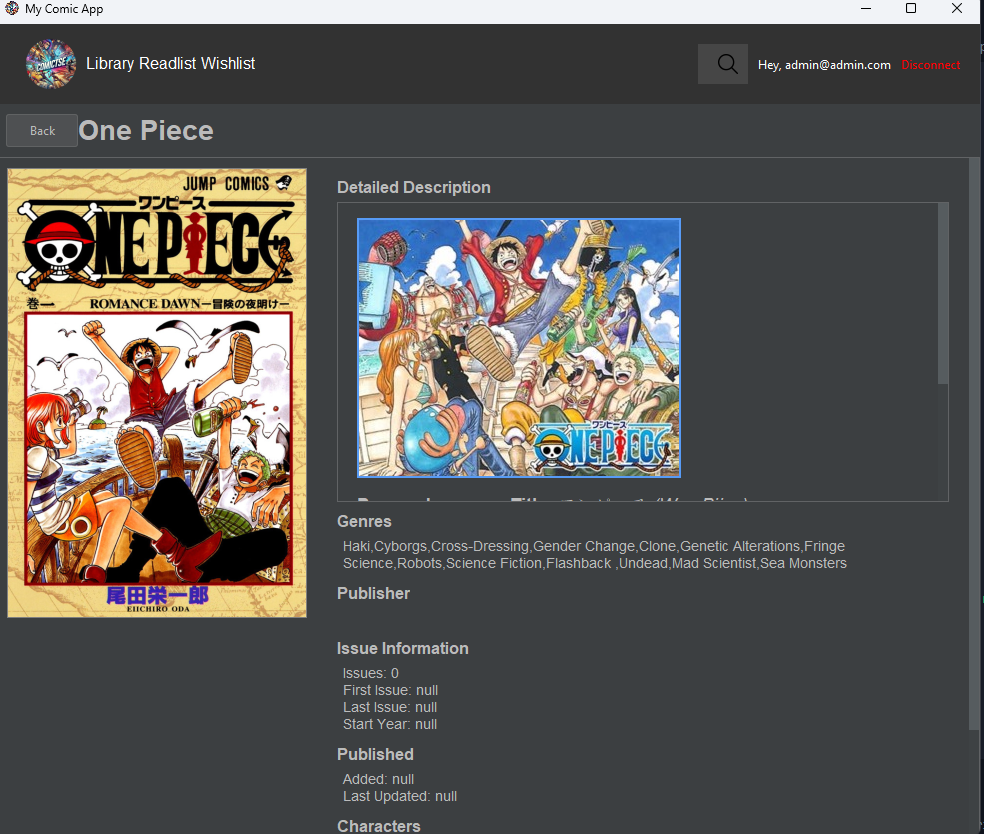 My Comic App
COMICTSE
Library Readlist Wishlist
Hey, admin@admin.com Disconnect
Back
One Piece
JUMP COMICS
ワンピース
ONE PIECE
巻一
ROMANCE DAWN—冒険の夜明け—
尾田栄一郎
EIICHIRO ODA
Detailed Description
ワンピース
ONE PIECE
Genres
Haki,Cyborgs,Cross-Dressing,Gender Change,Clone,Genetic Alterations,Fringe
Science,Robots,Science Fiction,Flashback ,Undead,Mad Scientist,Sea Monsters
Publisher
Issue Information
Issues: 0
First Issue: null
Last Issue: null
Start Year: null
Published
Added: null
Last Updated: null
Characters